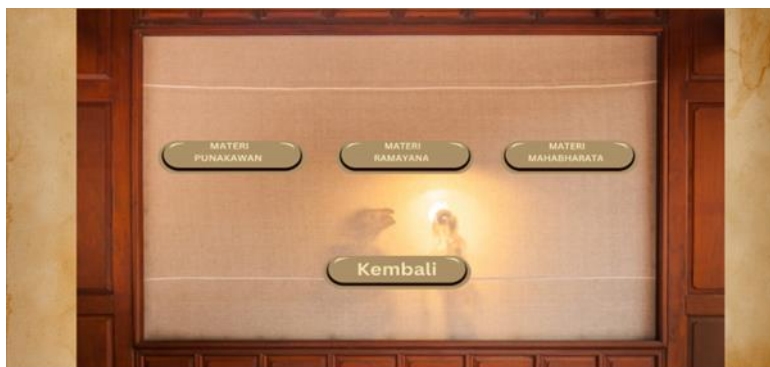 MATERI
PUNAKAWAN
MATERI
RAMAYANA
MATERI
MAHABHARATA
Kembali